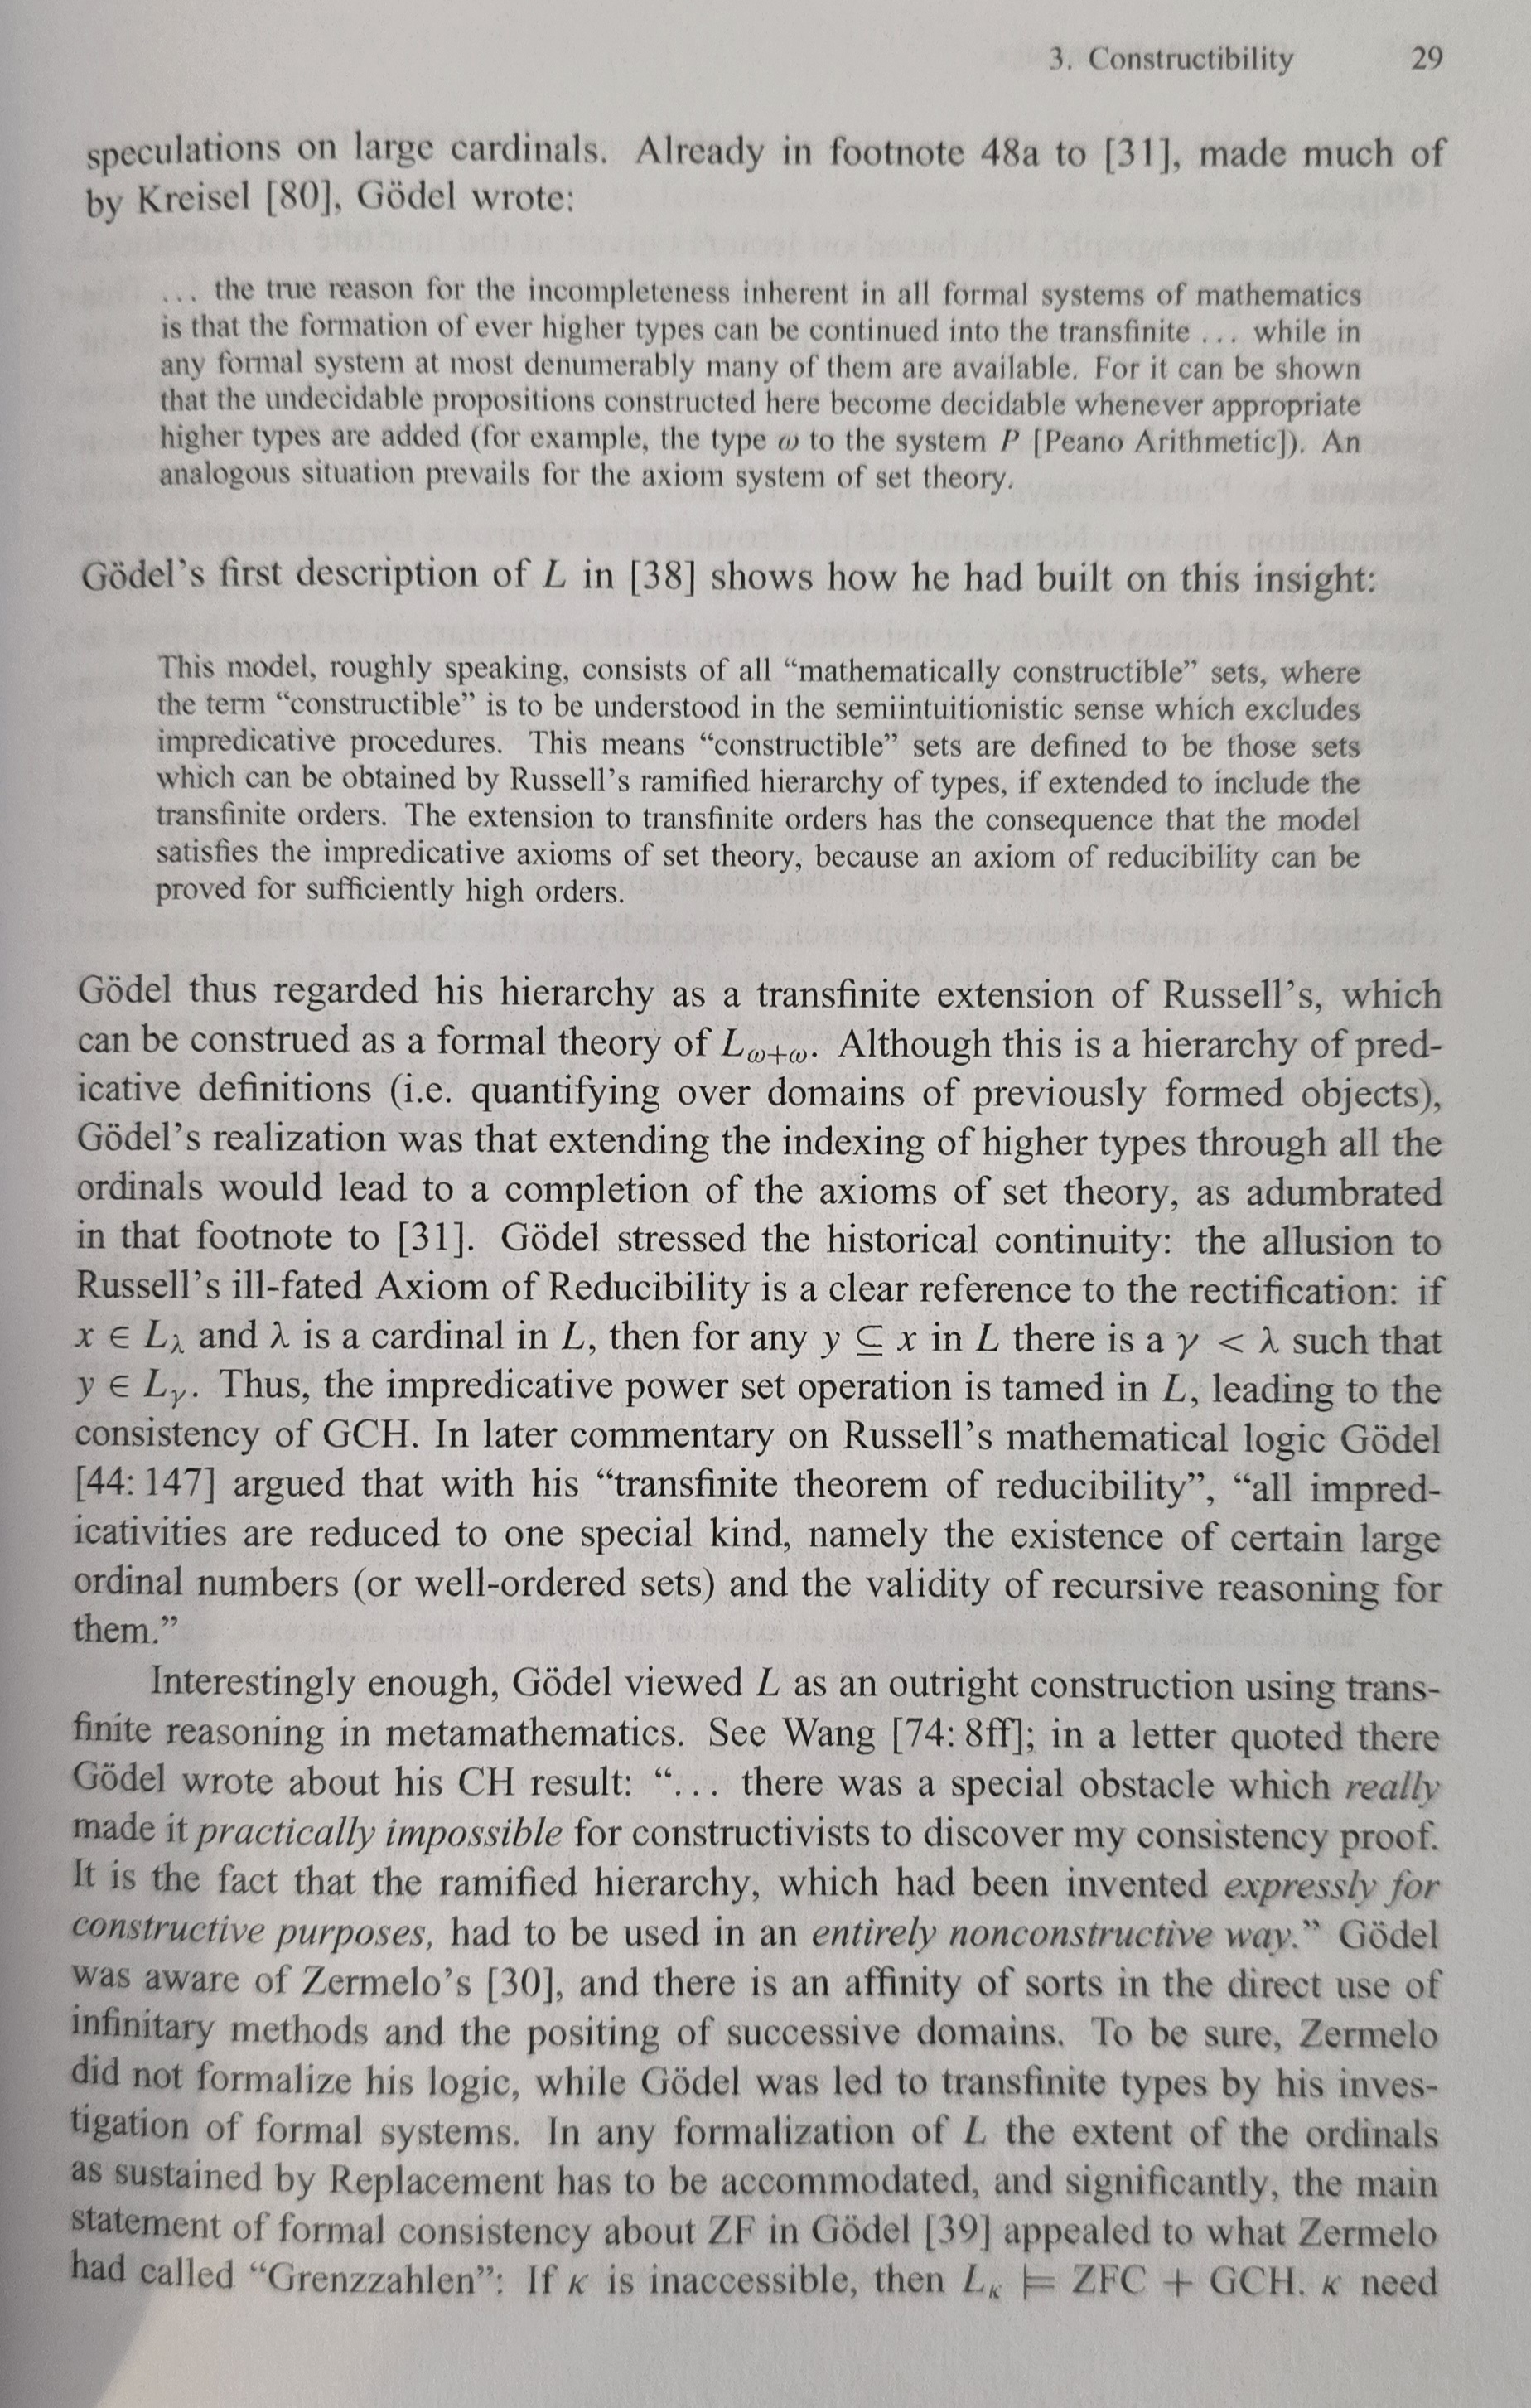 3. Constructibility 29
speculations on large cardinals. Already in footnote 48a to [31], made much of
by Kreisel [80], Gödel wrote:
... the true reason for the incompleteness inherent in all formal systems of mathematics
is that the formation of ever higher types can be continued into the transfinite ... while in
any formal system at most denumerably many of them are available. For it can be shown
that the undecidable propositions constructed here become decidable whenever appropriate
higher types are added (for example, the type ω to the system P [Peano Arithmetic]). An
analogous situation prevails for the axiom system of set theory.
Gödel's first description of L in [38] shows how he had built on this insight:
This model, roughly speaking, consists of all “mathematically constructible” sets, where
the term “constructible” is to be understood in the semiintuitionistic sense which excludes
impredicative procedures. This means “constructible” sets are defined to be those sets
which can be obtained by Russell's ramified hierarchy of types, if extended to include the
transfinite orders. The extension to transfinite orders has the consequence that the model
satisfies the impredicative axioms of set theory, because an axiom of reducibility can be
proved for sufficiently high orders.
Gödel thus regarded his hierarchy as a transfinite extension of Russell's, which
can be construed as a formal theory of L_{ω+ω}. Although this is a hierarchy of pred-
icative definitions (i.e. quantifying over domains of previously formed objects),
Gödel's realization was that extending the indexing of higher types through all the
ordinals would lead to a completion of the axioms of set theory, as adumbrated
in that footnote to [31]. Gödel stressed the historical continuity: the allusion to
Russell's ill-fated Axiom of Reducibility is a clear reference to the rectification: if
x ∈ L_λ and λ is a cardinal in L, then for any y ⊆ x in L there is a γ < λ such that
y ∈ L_γ. Thus, the impredicative power set operation is tamed in L, leading to the
consistency of GCH. In later commentary on Russell's mathematical logic Gödel
[44: 147] argued that with his “transfinite theorem of reducibility”, “all impred-
icativities are reduced to one special kind, namely the existence of certain large
ordinal numbers (or well-ordered sets) and the validity of recursive reasoning for
them.”
Interestingly enough, Gödel viewed L as an outright construction using trans-
finite reasoning in metamathematics. See Wang [74: 8ff]; in a letter quoted there
Gödel wrote about his CH result: “... there was a special obstacle which really
made it practically impossible for constructivists to discover my consistency proof.
It is the fact that the ramified hierarchy, which had been invented expressly for
constructive purposes, had to be used in an entirely nonconstructive way.” Gödel
was aware of Zermelo's [30], and there is an affinity of sorts in the direct use of
infinitary methods and the positing of successive domains. To be sure, Zermelo
did not formalize his logic, while Gödel was led to transfinite types by his inves-
tigation of formal systems. In any formalization of L the extent of the ordinals
as sustained by Replacement has to be accommodated, and significantly, the main
statement of formal consistency about ZF in Gödel [39] appealed to what Zermelo
had called “Grenzzahlen”: If κ is inaccessible, then L_κ ⊨ ZFC + GCH. κ need